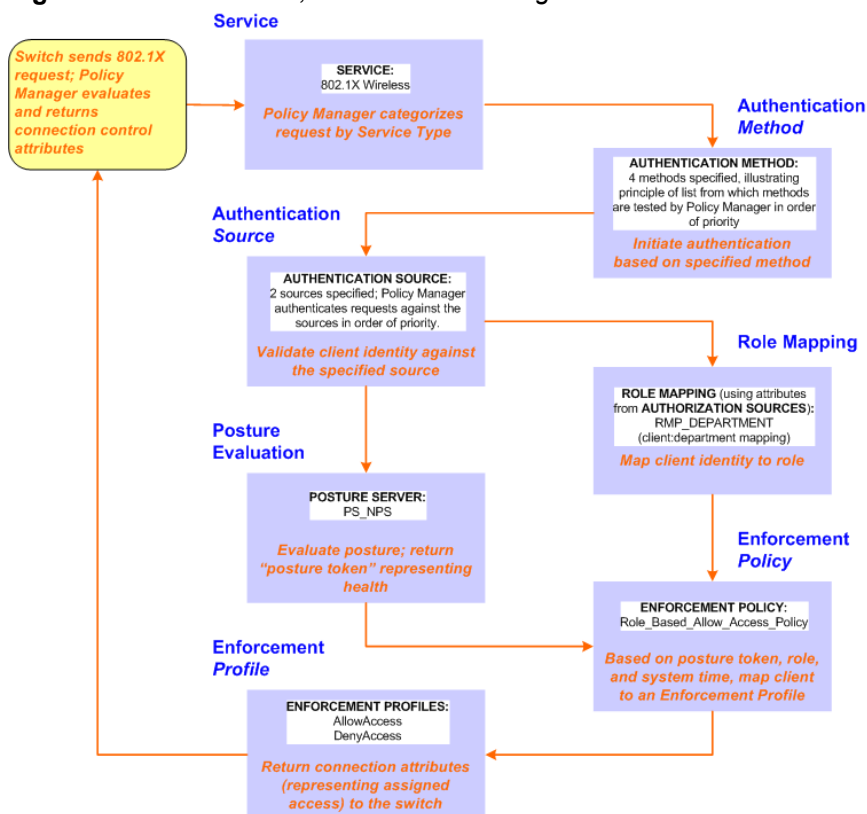 Service
Switch sends 802.1X
request; Policy
Manager evaluates
and returns
connection control
attributes
SERVICE:
802.1X Wireless
Policy Manager categorizes
request by Service Type
Authentication
Method
AUTHENTICATION METHOD:
4 methods specified, illustrating
principle of list from which methods
are tested by Policy Manager in order
of priority
Initiate authentication
based on specified method
Authentication
Source
AUTHENTICATION SOURCE:
2 sources specified; Policy Manager
authenticates requests against the
sources in order of priority.
Validate client identity against
the specified source
Role Mapping
ROLE MAPPING (using attributes
from AUTHORIZATION SOURCES):
RMP_DEPARTMENT
(client:department mapping)
Map client identity to role
Posture
Evaluation
POSTURE SERVER:
PS_NPS
Evaluate posture; return
“posture token” representing
health
Enforcement
Policy
ENFORCEMENT POLICY:
Role_Based_Allow_Access_Policy
Based on posture token, role,
and system time, map client
to an Enforcement Profile
Enforcement
Profile
ENFORCEMENT PROFILES:
AllowAccess
DenyAccess
Return connection attributes
(representing assigned
access) to the switch